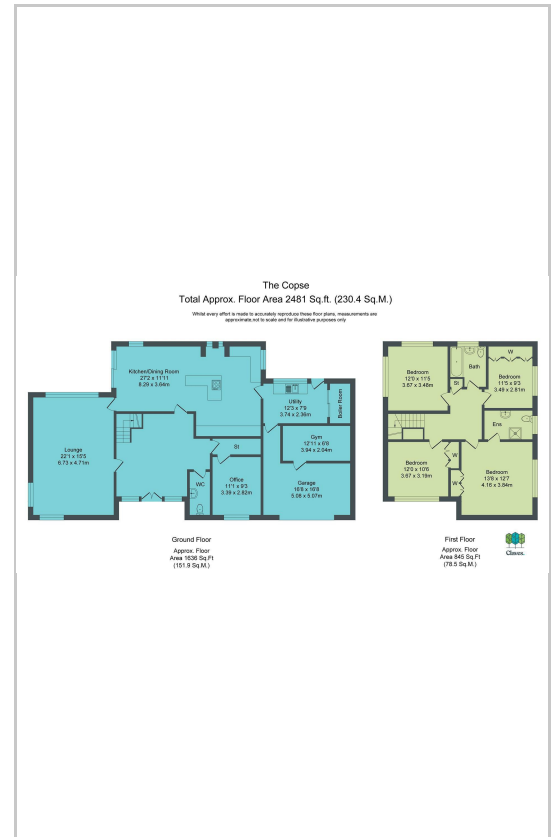 The Copse
Total Approx. Floor Area 2481 Sq.ft. (230.4 Sq.M.)
Whilst every effort is made to accurately reproduce these floor plans, measurements are
approximate,not to scale and for illustrative purposes only
Kitchen/Dining Room
27'2 x 11'11
8.29 x 3.64m
Utility
12'3 x 7'9
3.74 x 2.36m
Boiler Room
Lounge
22'1 x 15'5
6.73 x 4.71m
St
Gym
12'11 x 6'8
3.94 x 2.04m
WC
Office
11'1 x 9'3
3.39 x 2.82m
Garage
16'8 x 16'8
5.08 x 5.07m
Ground Floor
Approx. Floor
Area 1636 Sq.Ft
(151.9 Sq.M.)
Bedroom
12'0 x 11'5
3.67 x 3.48m
Bath
St
W
Bedroom
11'5 x 9'3
3.49 x 2.81m
Ens
Bedroom
12'0 x 10'6
3.67 x 3.19m
W
W
Bedroom
13'8 x 12'7
4.16 x 3.84m
First Floor
Approx. Floor
Area 845 Sq.Ft
(78.5 Sq.M.)
Clowes